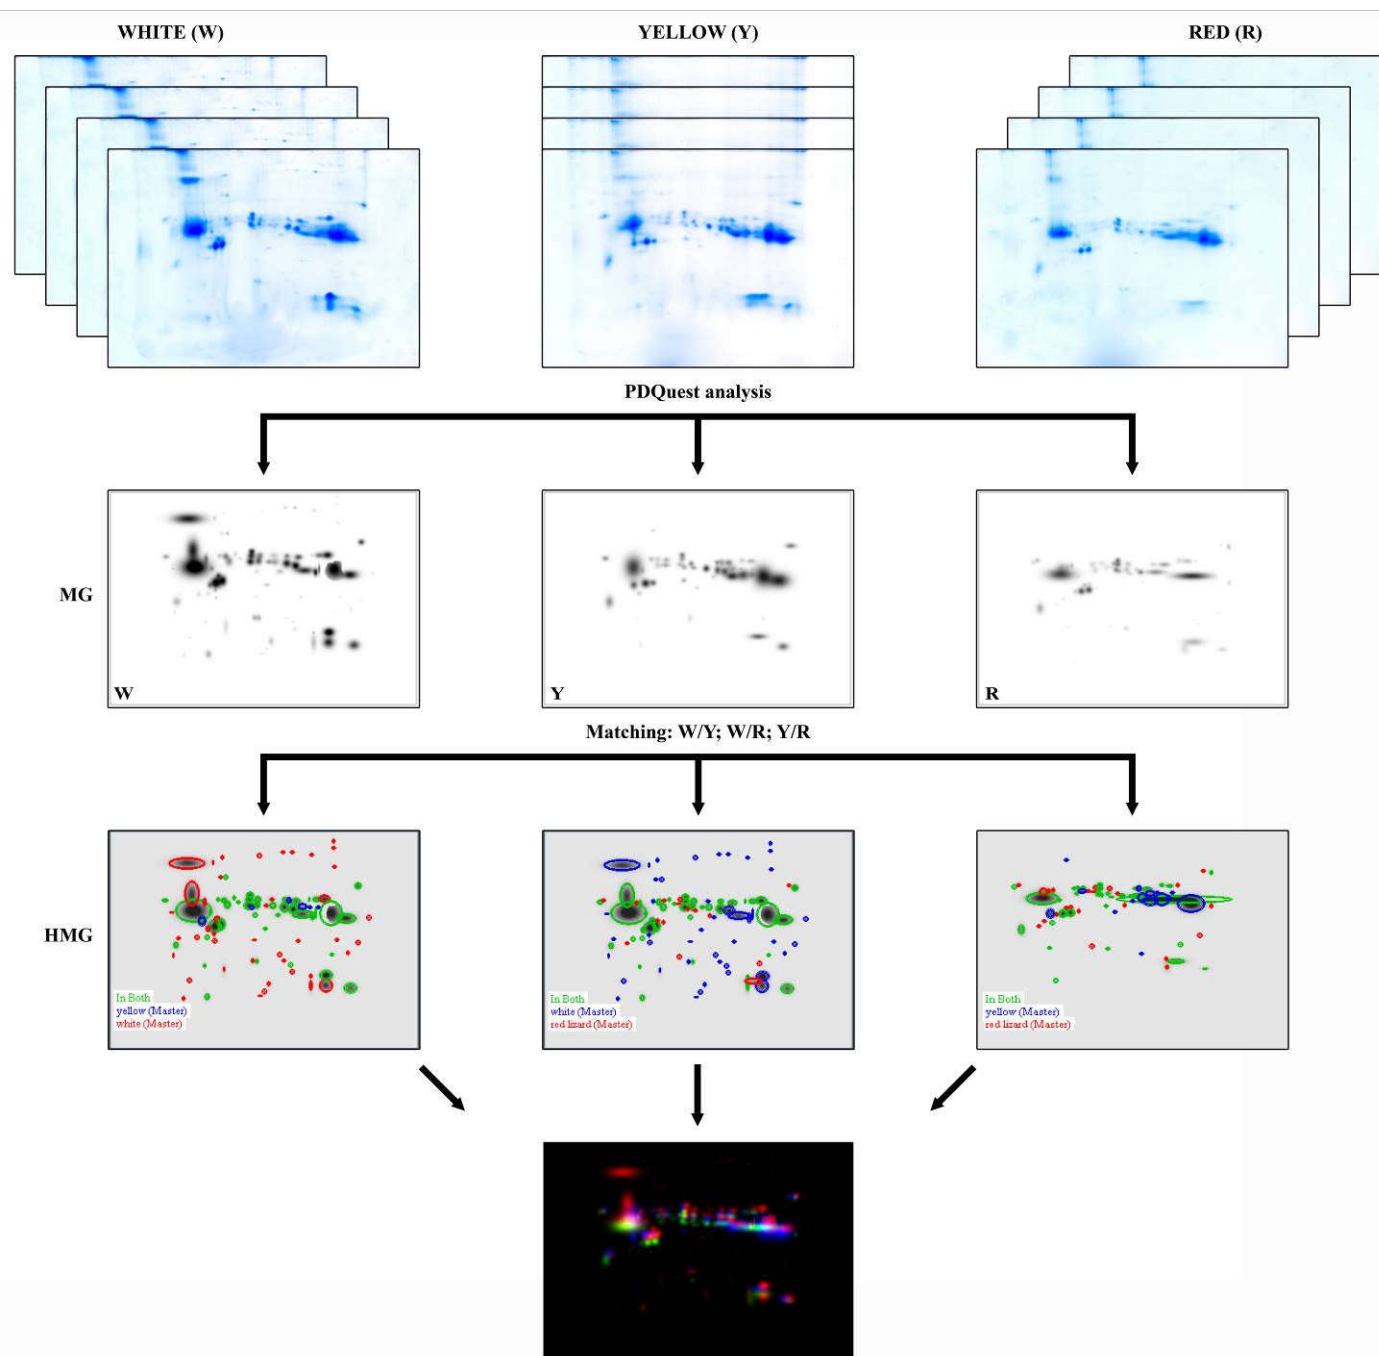 WHITE (W)
YELLOW (Y)
RED (R)
PDQuest analysis
MG
W
Y
R
Matching: W/Y; W/R; Y/R
HMG
In Both
yellow (Master)
white (Master)
In Both
white (Master)
red lizard (Master)
In Both
yellow (Master)
red lizard (Master)